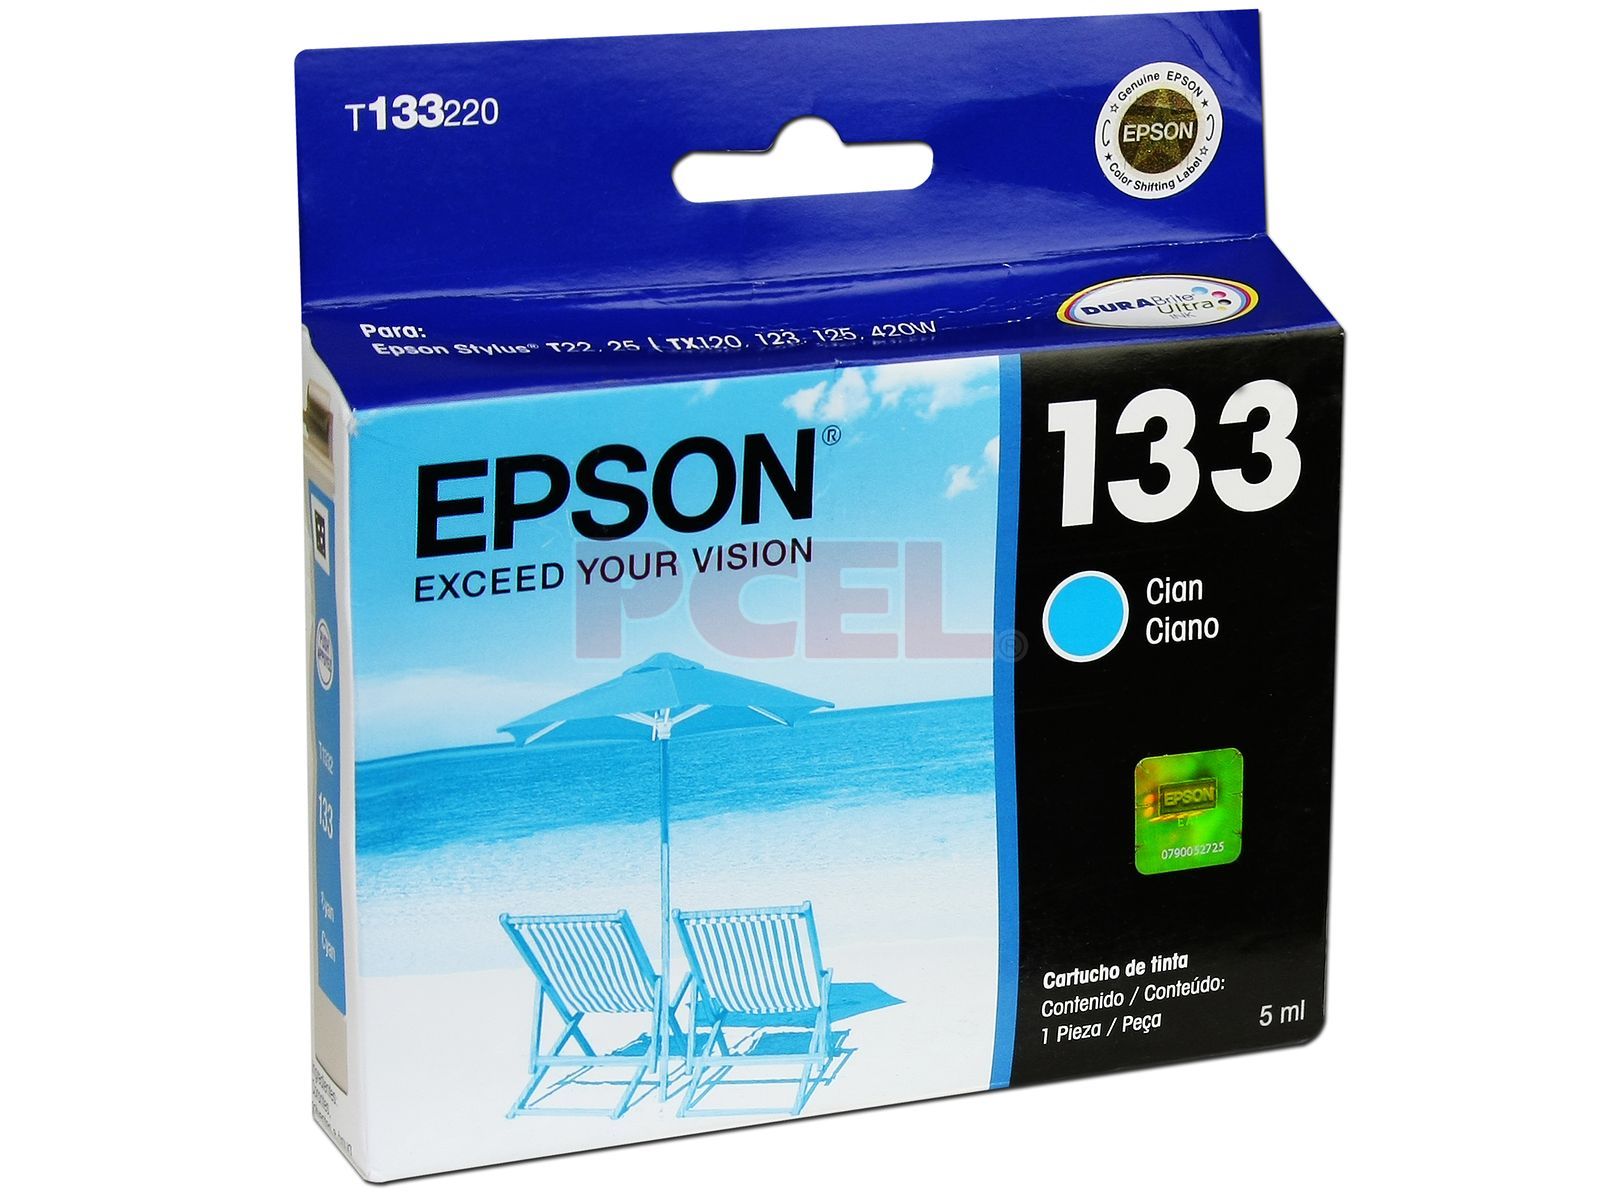 T133220
Genuine EPSON
EPSON
Color Shifting Label
Para:
Epson Stylus® T22, 25 | TX120, 123, 125, 420W
DURABrite
Ultra
INK
EPSON®
EXCEED YOUR VISION
PCEL®
133
Cian
Ciano
EPSON
0790052725
Cartucho de tinta
Contenido / Conteúdo:
1 Pieza / Peça
5 ml
133
Cyan